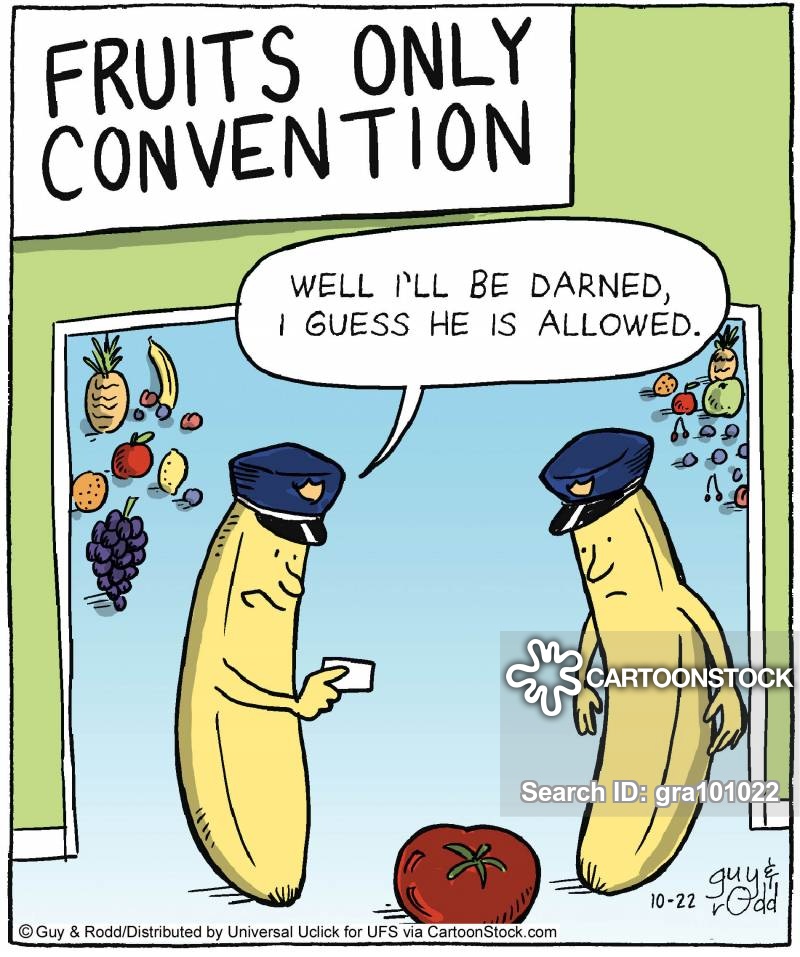 FRUITS ONLY
CONVENTION
WELL I'LL BE DARNED,
I GUESS HE IS ALLOWED.
CARTOONSTOCK
Search ID: gra101022
10-22
guy &
rodd
© Guy & Rodd/Distributed by Universal Uclick for UFS via CartoonStock.com